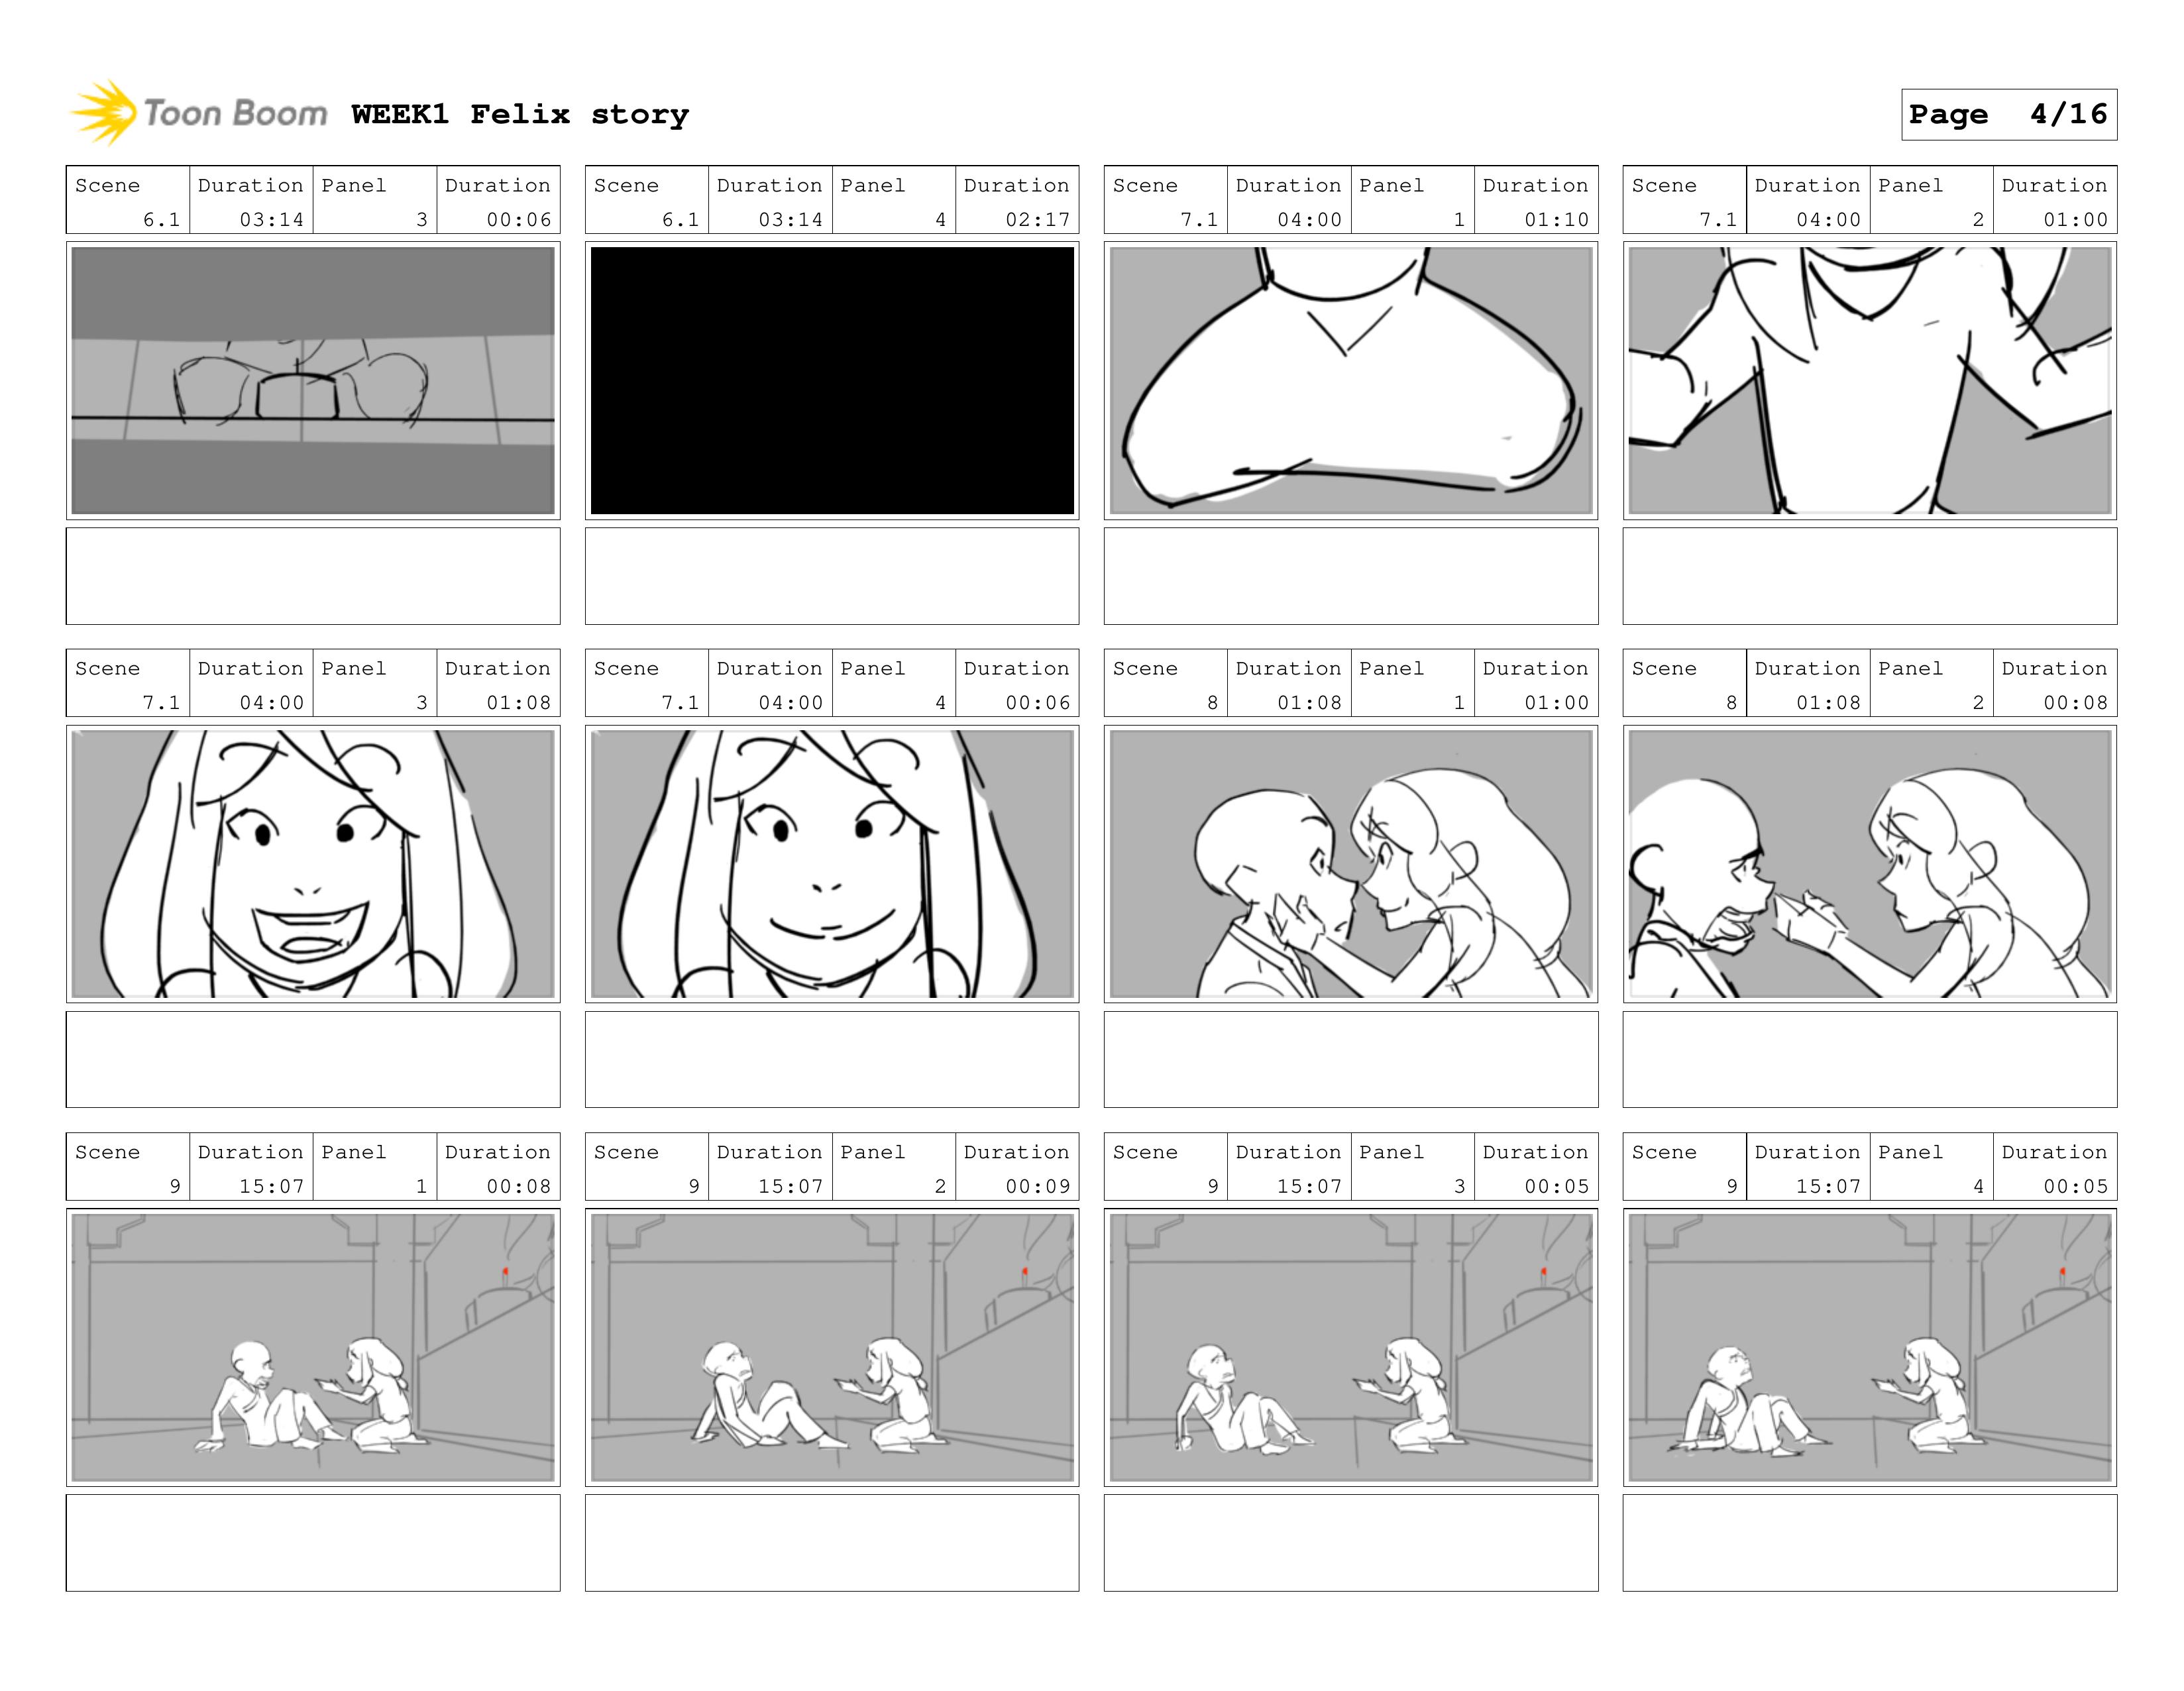 Toon Boom WEEK1 Felix story Page 4/16
Scene Duration Panel Duration Scene Duration Panel Duration Scene Duration Panel Duration Scene Duration Panel Duration
6.1 03:14 3 00:06 6.1 03:14 4 02:17 7.1 04:00 1 01:10 7.1 04:00 2 01:00
Scene Duration Panel Duration Scene Duration Panel Duration Scene Duration Panel Duration Scene Duration Panel Duration
7.1 04:00 3 01:08 7.1 04:00 4 00:06 8 01:08 1 01:00 8 01:08 2 00:08
Scene Duration Panel Duration Scene Duration Panel Duration Scene Duration Panel Duration Scene Duration Panel Duration
9 15:07 1 00:08 9 15:07 2 00:09 9 15:07 3 00:05 9 15:07 4 00:05